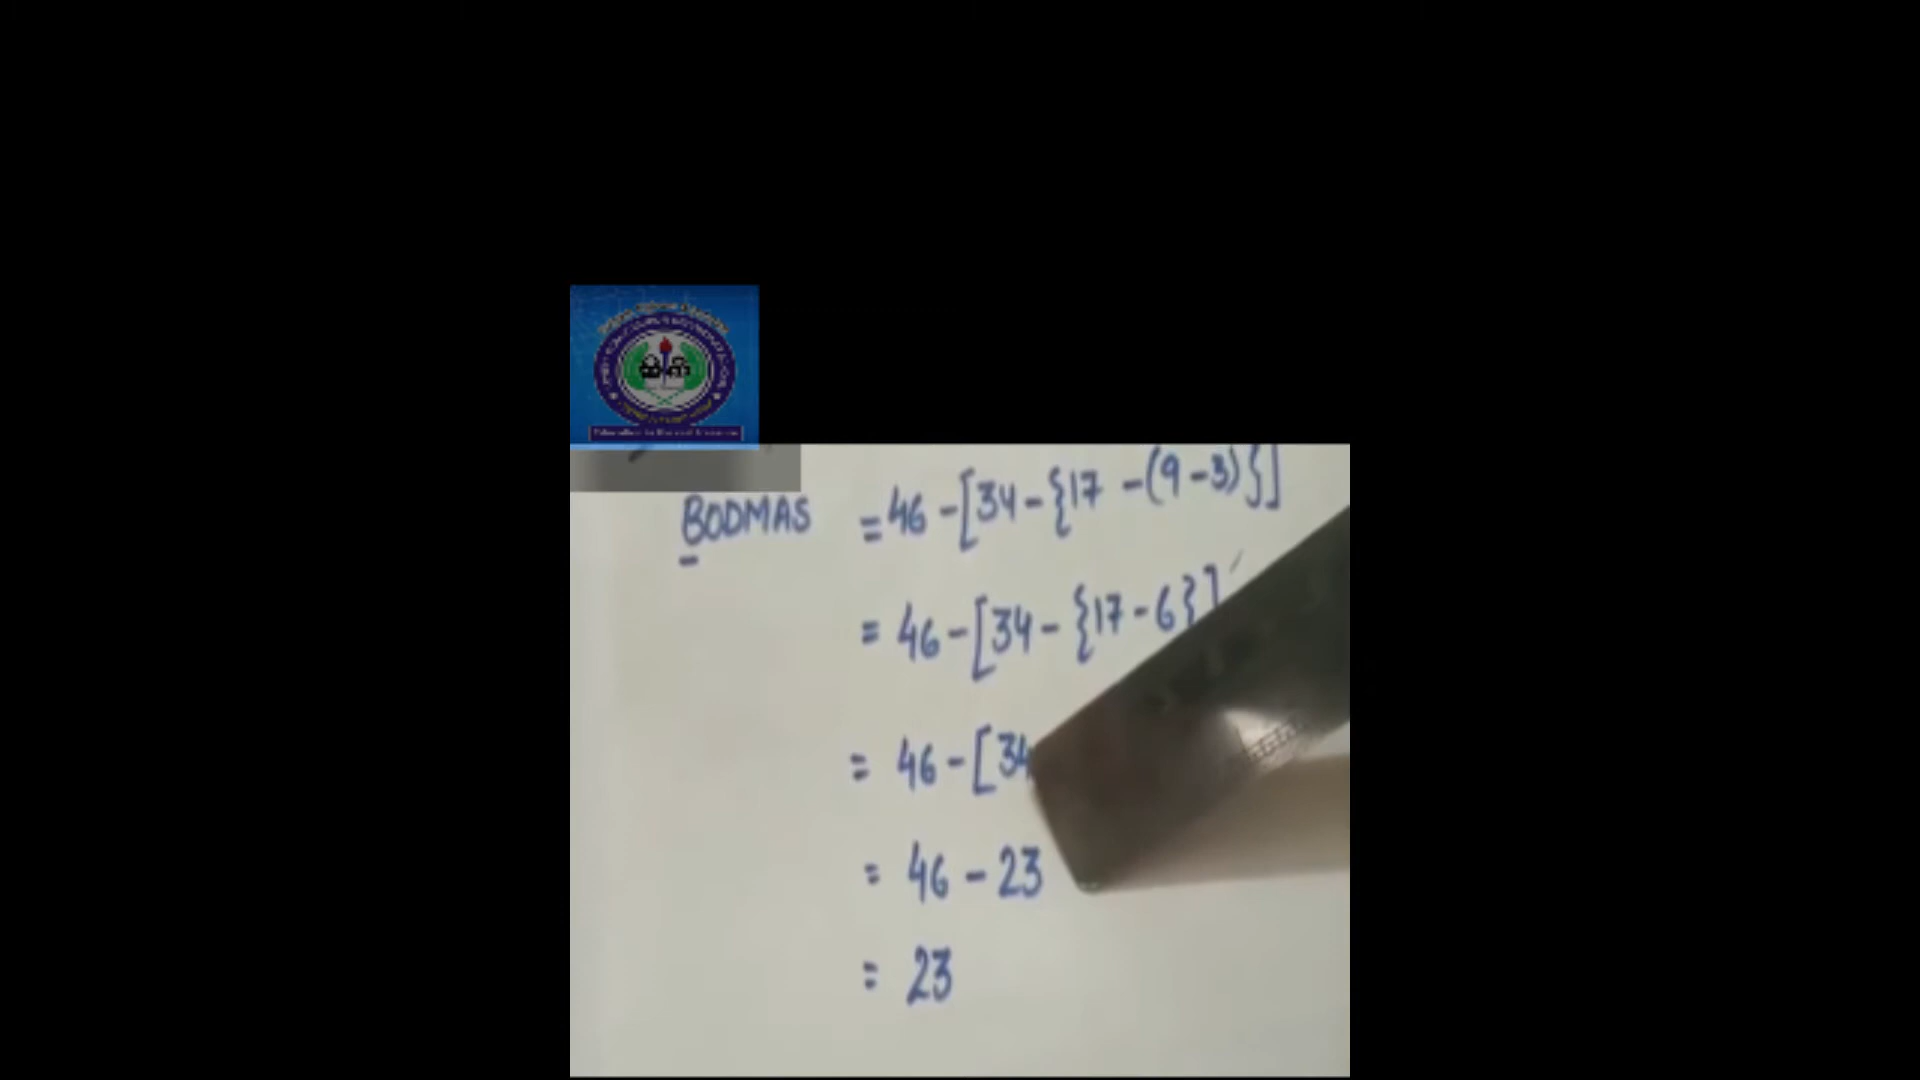 BODMAS = 46 - [34 - {17 - (9 - 3)}]
= 46 - [34 - {17 - 6}]
= 46 - [34
= 46 - 23
= 23